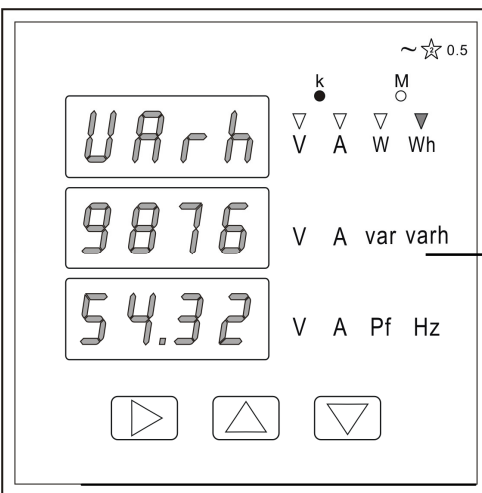 ~ 2 0.5
k M
VArh
V A W Wh
9876
V A var varh
54.32
V A Pf Hz